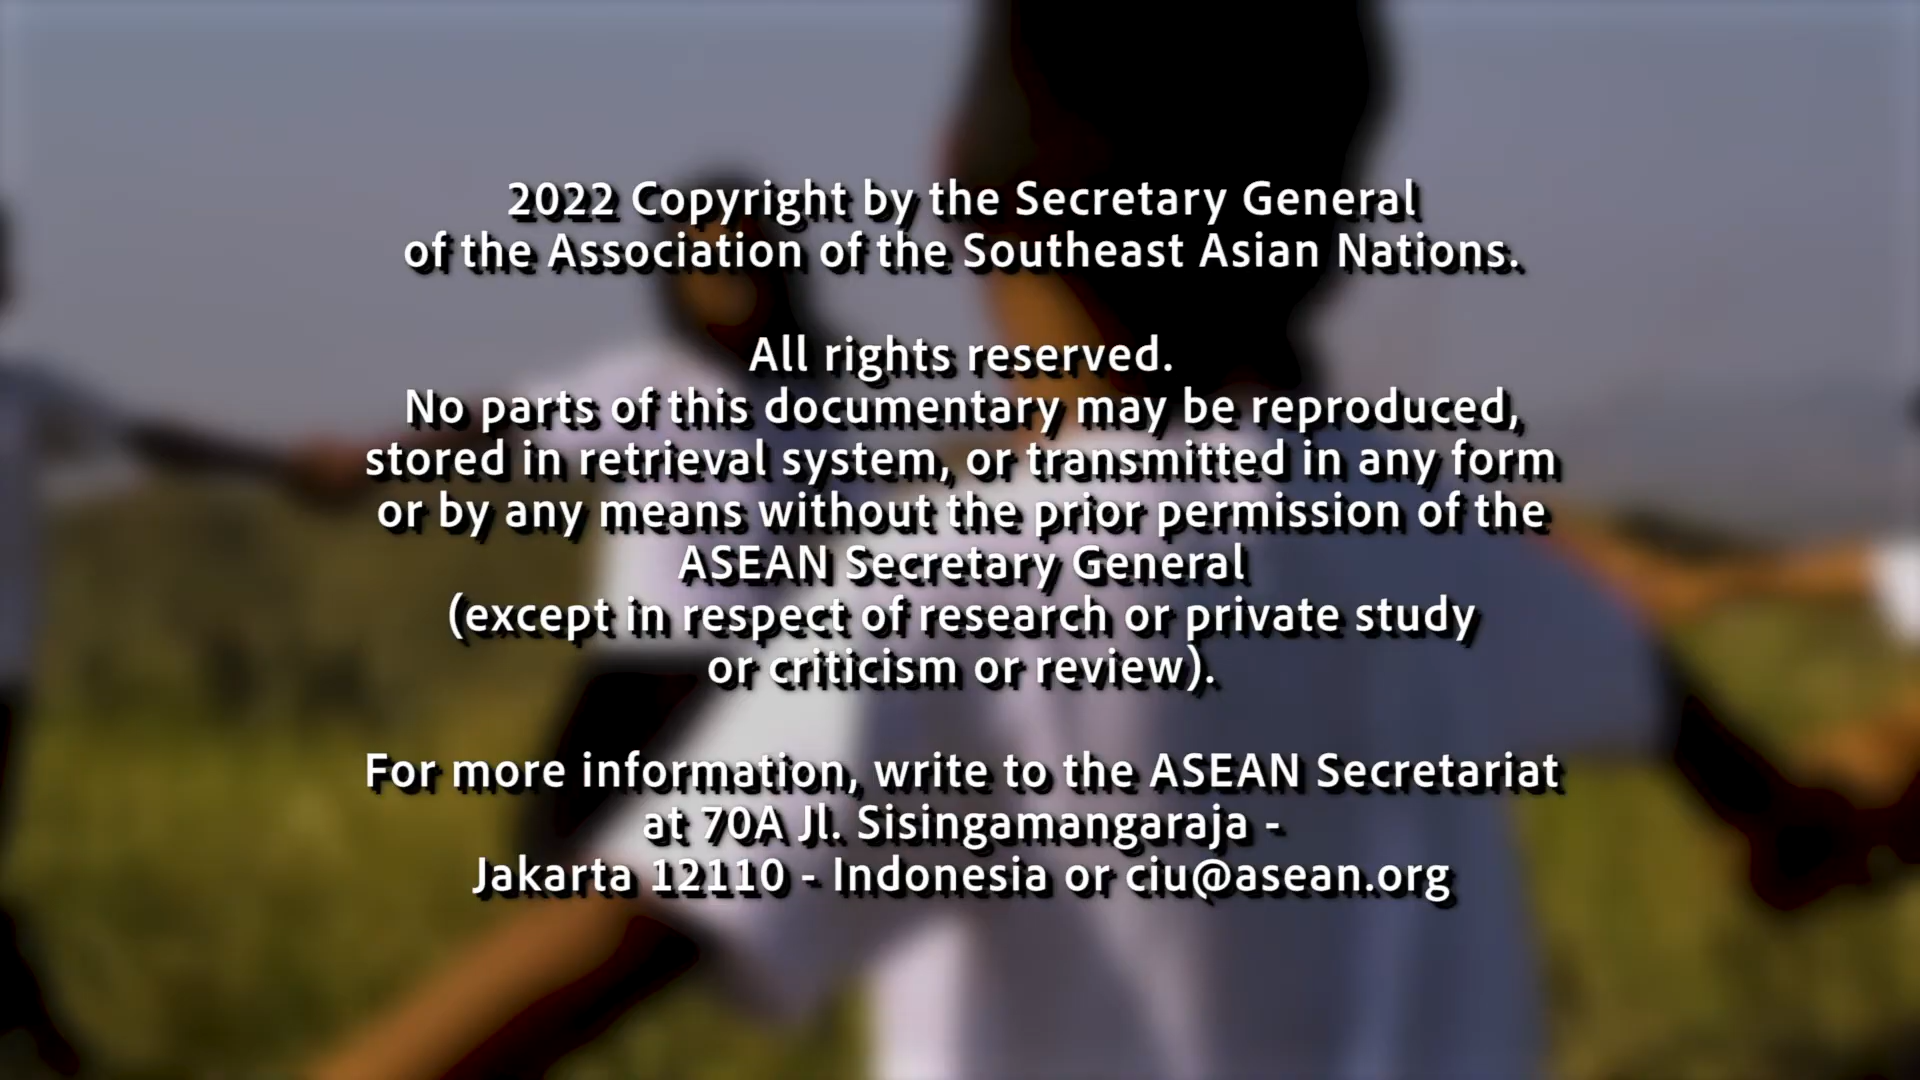 2022 Copyright by the Secretary General
of the Association of the Southeast Asian Nations.
All rights reserved.
No parts of this documentary may be reproduced,
stored in retrieval system, or transmitted in any form
or by any means without the prior permission of the
ASEAN Secretary General
(except in respect of research or private study
or criticism or review).
For more information, write to the ASEAN Secretariat
at 70A Jl. Sisingamangaraja -
Jakarta 12110 - Indonesia or ciu@asean.org